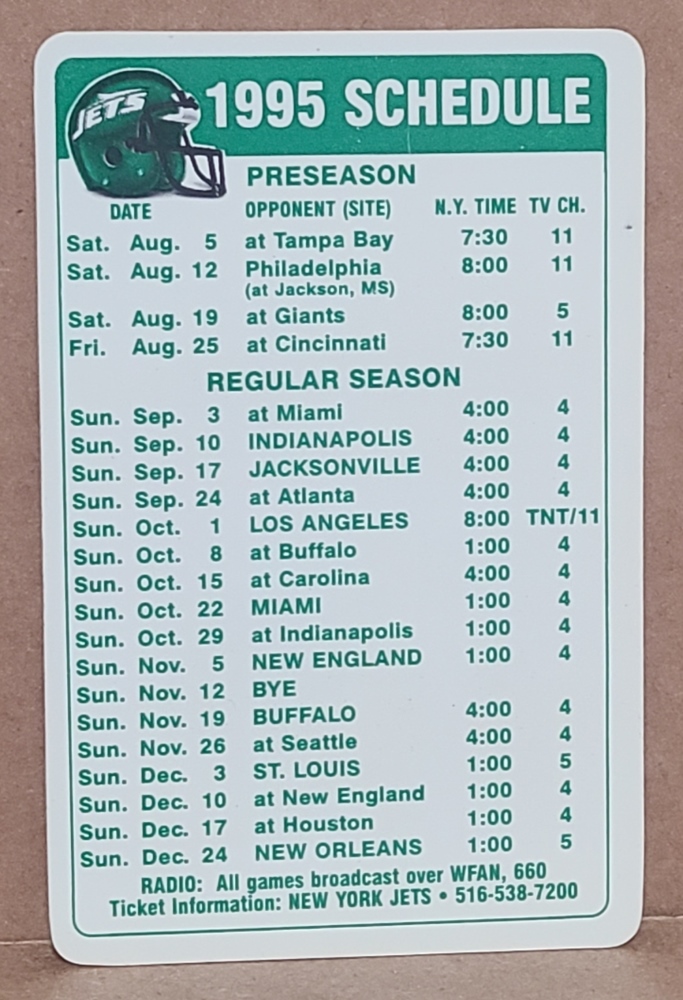 JETS
1995 SCHEDULE
PRESEASON
DATE OPPONENT (SITE) N.Y. TIME TV CH.
Sat. Aug. 5 at Tampa Bay 7:30 11
Sat. Aug. 12 Philadelphia 8:00 11
(at Jackson, MS)
Sat. Aug. 19 at Giants 8:00 5
Fri. Aug. 25 at Cincinnati 7:30 11
REGULAR SEASON
Sun. Sep. 3 at Miami 4:00 4
Sun. Sep. 10 INDIANAPOLIS 4:00 4
Sun. Sep. 17 JACKSONVILLE 4:00 4
Sun. Sep. 24 at Atlanta 4:00 4
Sun. Oct. 1 LOS ANGELES 8:00 TNT/11
Sun. Oct. 8 at Buffalo 1:00 4
Sun. Oct. 15 at Carolina 4:00 4
Sun. Oct. 22 MIAMI 1:00 4
Sun. Oct. 29 at Indianapolis 1:00 4
Sun. Nov. 5 NEW ENGLAND 1:00 4
Sun. Nov. 12 BYE
Sun. Nov. 19 BUFFALO 4:00 4
Sun. Nov. 26 at Seattle 4:00 4
Sun. Dec. 3 ST. LOUIS 1:00 5
Sun. Dec. 10 at New England 1:00 4
Sun. Dec. 17 at Houston 1:00 4
Sun. Dec. 24 NEW ORLEANS 1:00 5
RADIO: All games broadcast over WFAN, 660
Ticket Information: NEW YORK JETS • 516-538-7200